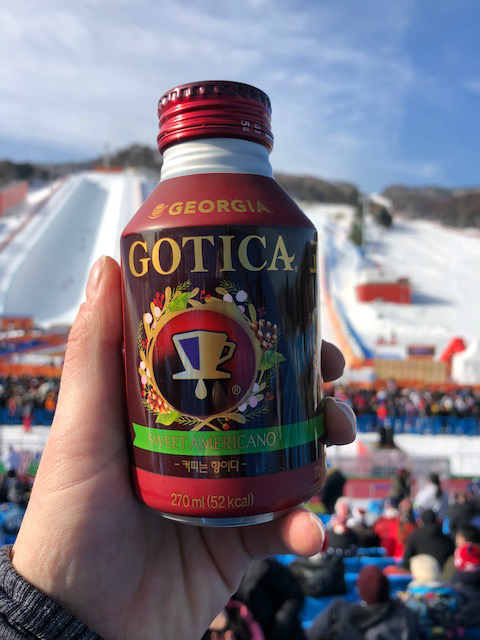 GEORGIA
GOTICA
®
SWEET AMERICANO
- 커피는 향이다 -
270 ml (52 kcal)